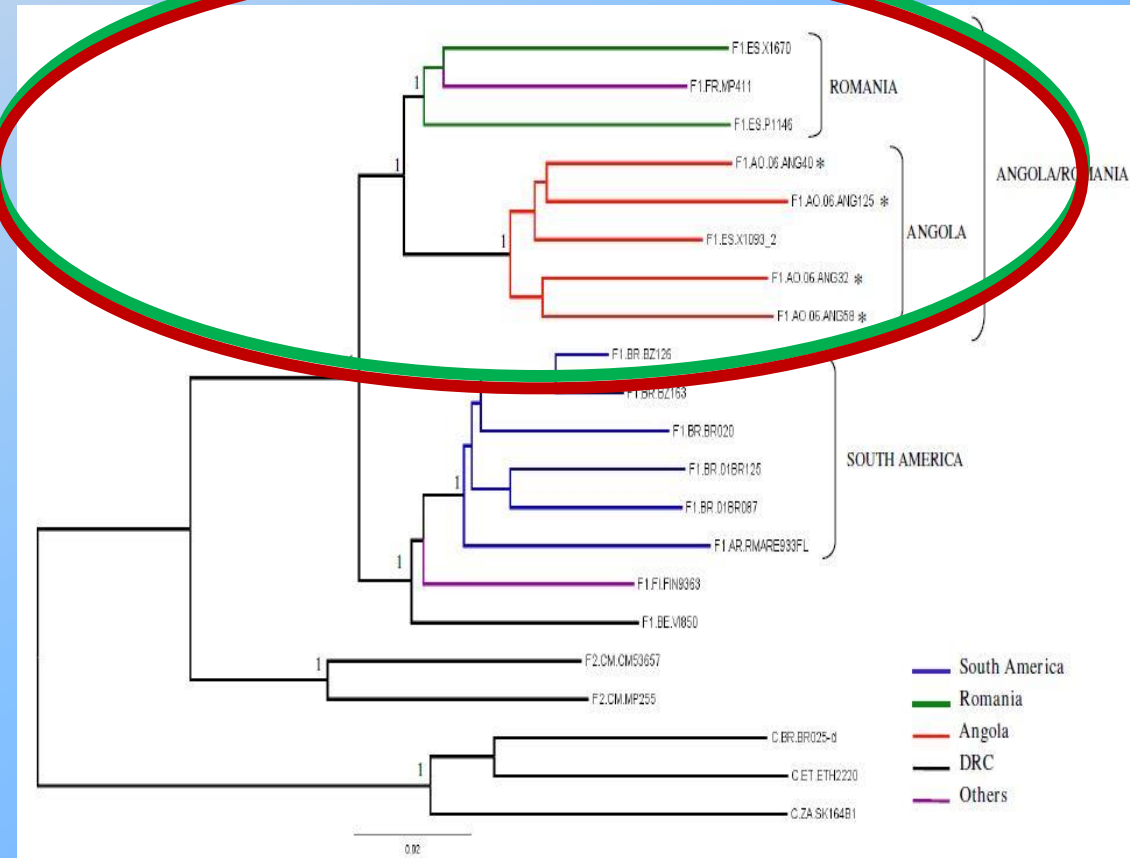 F1.ES.X1670
1
F1.FR.MP411
ROMANIA
F1.ES.P1146
1
F1.AO.06.ANG40 *
ANGOLA/ROMANIA
F1.AO.06.ANG125 *
ANGOLA
1
F1.ES.X1093_2
F1.AO.06.ANG32 *
F1.AO.06.ANG58 *
F1.BR.BZ126
F1.BR.BZ163
F1.BR.BR020
SOUTH AMERICA
F1.BR.01BR125
1
F1.BR.01BR087
F1.AR.RMARE933FL
1
F1.FI.FIN9363
F1.BE.VI850
F2.CM.CM53657
1
F2.CM.MP255
South America
Romania
Angola
DRC
Others
C.BR.BR025-d
1
C.ET.ETH2220
C.ZA.SK164B1
0.02